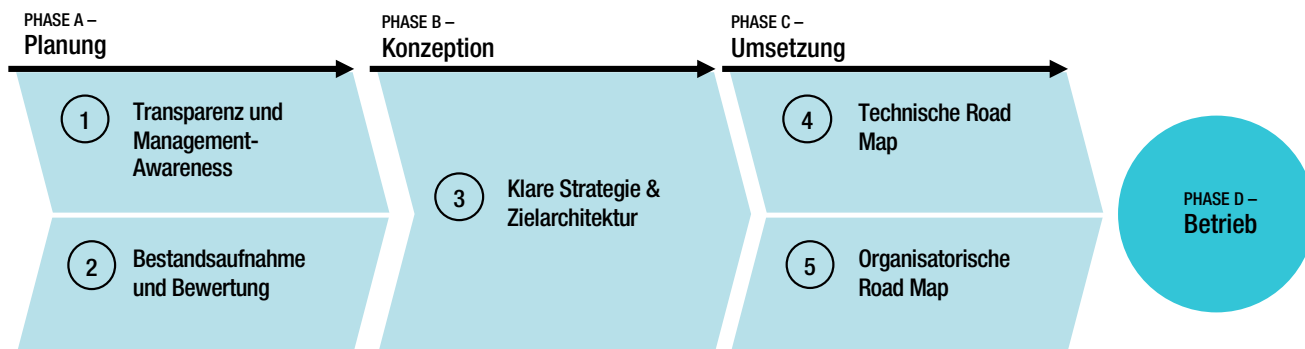 PHASE A –
Planung
1
Transparenz und
Management-
Awareness
2
Bestandsaufnahme
und Bewertung
PHASE B –
Konzeption
3
Klare Strategie &
Zielarchitektur
PHASE C –
Umsetzung
4
Technische Road
Map
5
Organisatorische
Road Map
PHASE D –
Betrieb